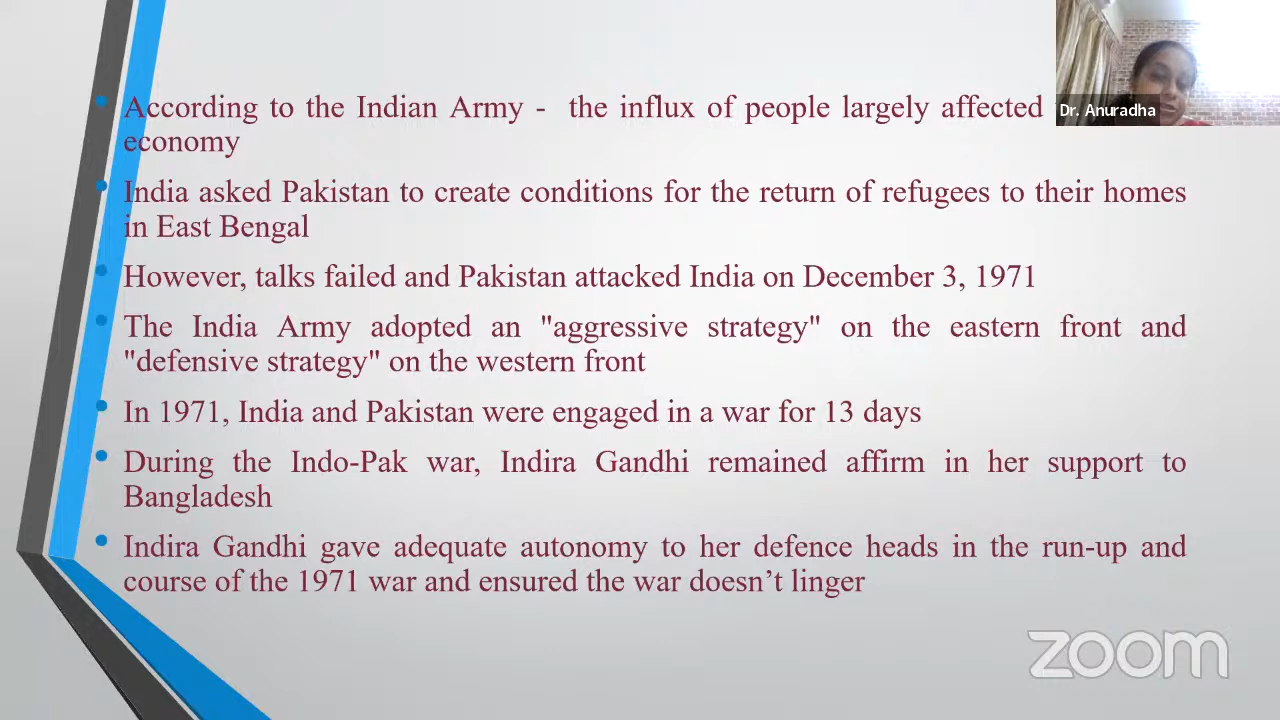 According to the Indian Army - the influx of people largely affected
economy
India asked Pakistan to create conditions for the return of refugees to their homes
in East Bengal
However, talks failed and Pakistan attacked India on December 3, 1971
The India Army adopted an "aggressive strategy" on the eastern front and
"defensive strategy" on the western front
In 1971, India and Pakistan were engaged in a war for 13 days
During the Indo-Pak war, Indira Gandhi remained affirm in her support to
Bangladesh
Indira Gandhi gave adequate autonomy to her defence heads in the run-up and
course of the 1971 war and ensured the war doesn’t linger
Dr. Anuradha
zoom